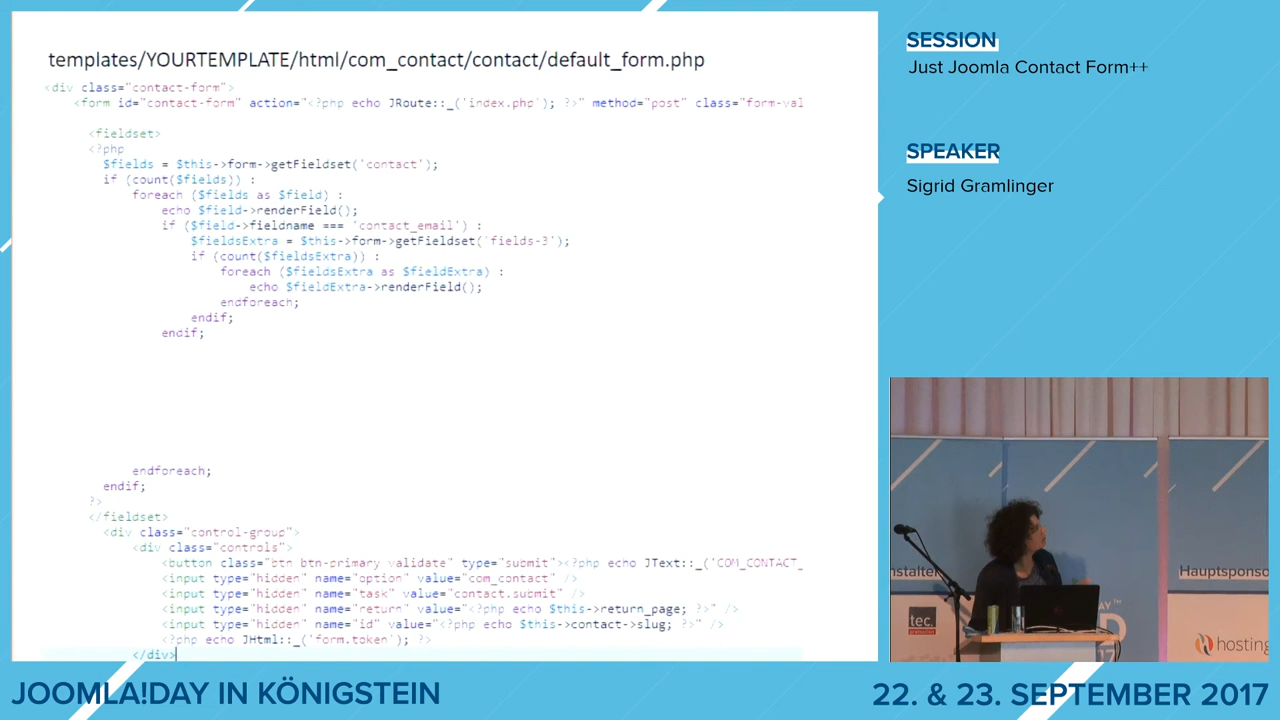 templates/YOURTEMPLATE/html/com_contact/contact/default_form.php
<div class="contact-form">
<form id="contact-form" action="<?php echo JRoute::_('index.php'); ?>" method="post" class="form-val
<fieldset>
<?php
$fields = $this->form->getFieldset('contact');
if (count($fields)) :
foreach ($fields as $field) :
echo $field->renderField();
if ($field->fieldname === 'contact_email') :
$fieldsExtra = $this->form->getFieldset('fields-3');
if (count($fieldsExtra)) :
foreach ($fieldsExtra as $fieldExtra) :
echo $fieldExtra->renderField();
endforeach;
endif;
endif;
endforeach;
endif;
?>
</fieldset>
<div class="control-group">
<div class="controls">
<button class="btn btn-primary validate" type="submit"><?php echo JText::_('COM_CONTACT_
<input type="hidden" name="option" value="com_contact" />
<input type="hidden" name="task" value="contact.submit" />
<input type="hidden" name="return" value="<?php echo $this->return_page; ?>" />
<input type="hidden" name="id" value="<?php echo $this->contact->slug; ?>" />
<?php echo JHtml::_('form.token'); ?>
</div>
SESSION
Just Joomla Contact Form++
SPEAKER
Sigrid Gramlinger
nstalter
Hauptsponso
tec.
hosting
JOOMLA!DAY IN KÖNIGSTEIN
22. & 23. SEPTEMBER 2017